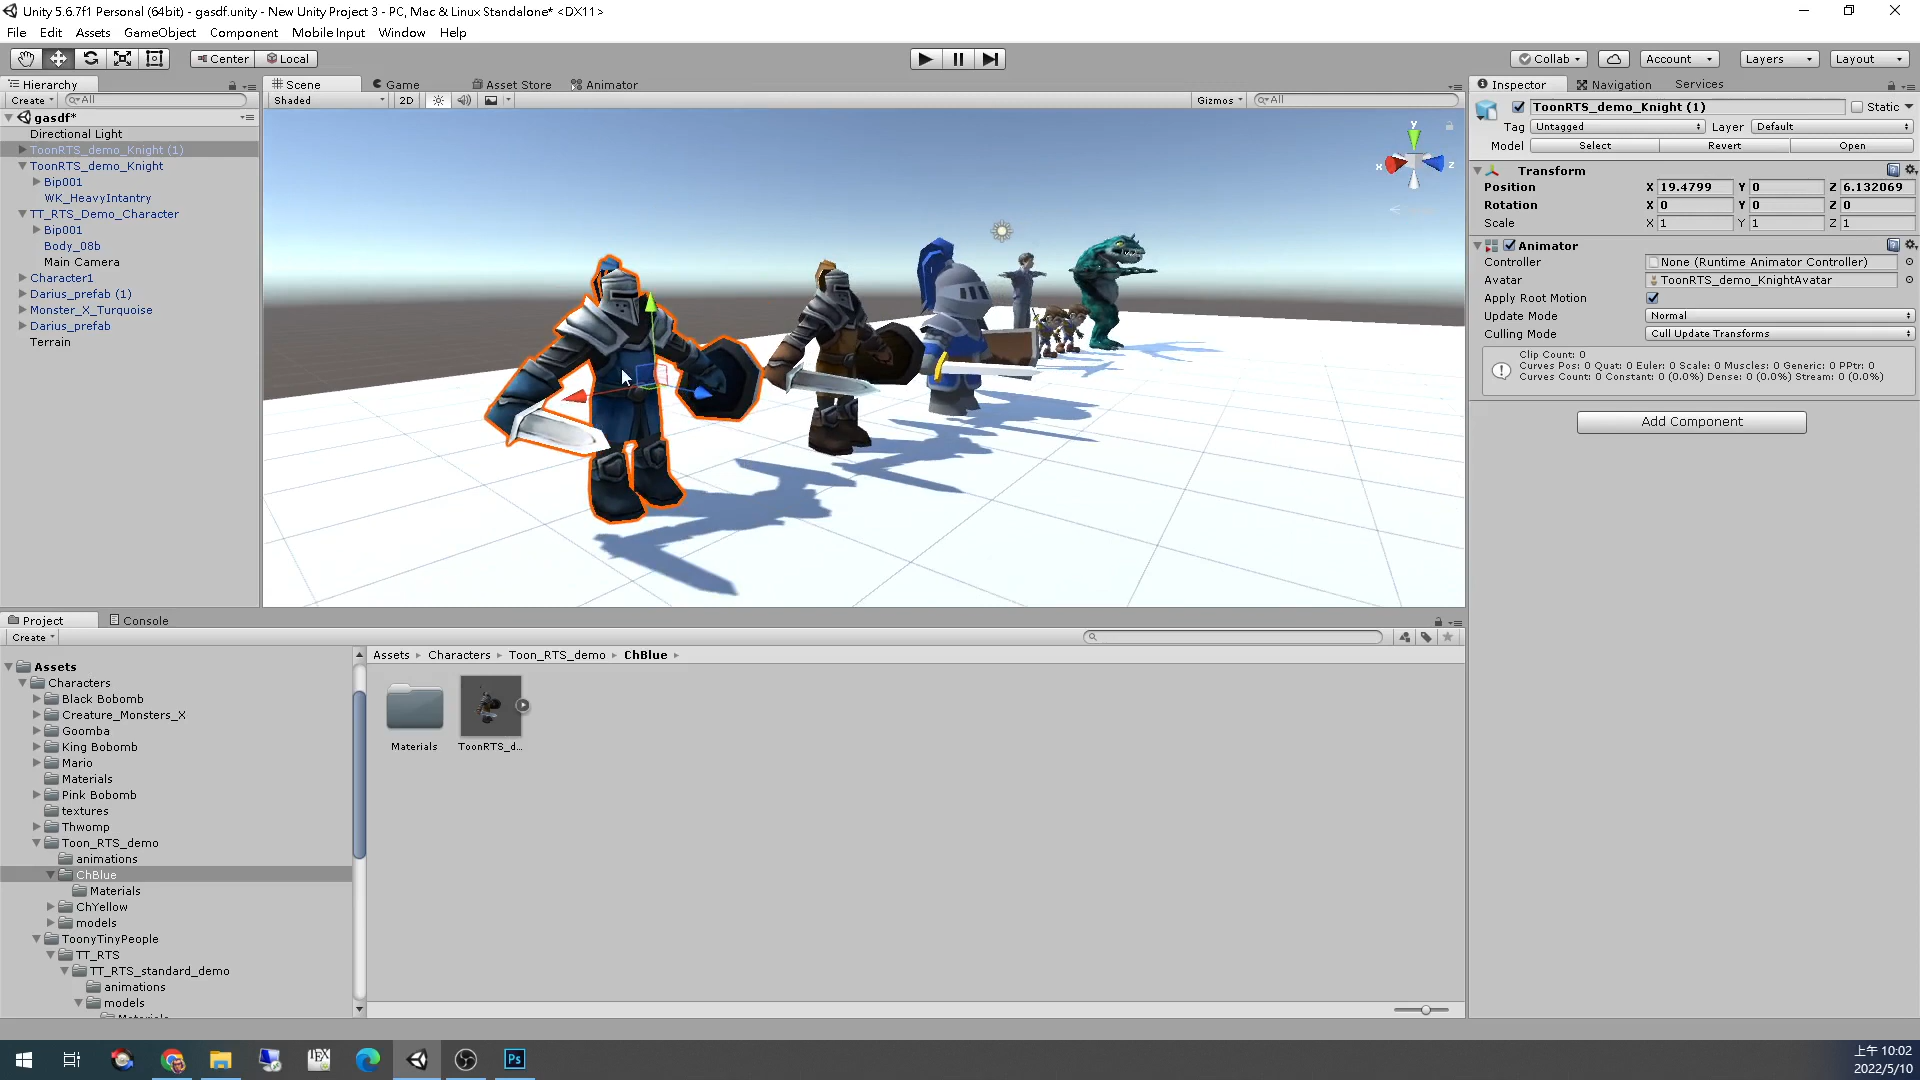 Unity 5.6.7f1 Personal (64bit) - gasdf.unity - New Unity Project 3 - PC, Mac & Linux Standalone* <DX11>
File Edit Assets GameObject Component Mobile Input Window Help
Center Local
Collab Account Layers Layout
Hierarchy
Create All
gasdf*
Directional Light
ToonRTS_demo_Knight (1)
ToonRTS_demo_Knight
Bip001
WK_HeavyIntantry
TT_RTS_Demo_Character
Bip001
Body_08b
Main Camera
Character1
Darius_prefab (1)
Monster_X_Turquoise
Darius_prefab
Terrain
Scene Game Asset Store Animator
Shaded 2D Gizmos All
y
x
z
Inspector Navigation Services
ToonRTS_demo_Knight (1) Static
Tag Untagged Layer Default
Model Select Revert Open
Transform
Position X 19.4799 Y 0 Z 6.132069
Rotation X 0 Y 0 Z 0
Scale X 1 Y 1 Z 1
Animator
Controller None (Runtime Animator Controller)
Avatar ToonRTS_demo_KnightAvatar
Apply Root Motion
Update Mode Normal
Culling Mode Cull Update Transforms
Clip Count: 0
Curves Pos: 0 Quat: 0 Euler: 0 Scale: 0 Muscles: 0 Generic: 0 PPtr: 0
Curves Count: 0 Constant: 0 (0.0%) Dense: 0 (0.0%) Stream: 0 (0.0%)
Add Component
Project Console
Create
Assets
Characters
Black Bobomb
Creature_Monsters_X
Goomba
King Bobomb
Mario
Materials
Pink Bobomb
textures
Thwomp
Toon_RTS_demo
animations
ChBlue
Materials
ChYellow
models
ToonyTinyPeople
TT_RTS
TT_RTS_standard_demo
animations
models
Assets Characters Toon_RTS_demo ChBlue
Materials ToonRTS_d...
TEX
Ps
上午 10:02
2022/5/10